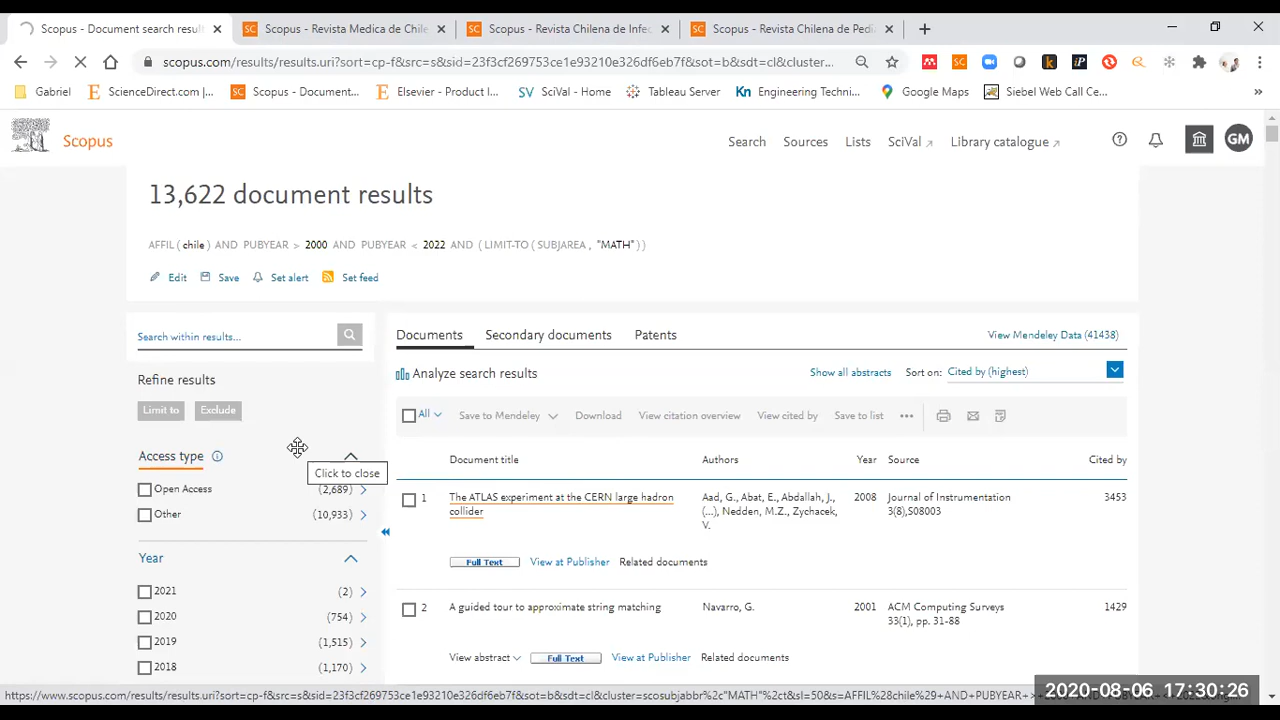 Scopus - Document search resul
Scopus - Revista Medica de Chile
Scopus - Revista Chilena de Infec
Scopus - Revista Chilena de Pedi
scopus.com/results/results.uri?sort=cp-f&src=s&sid=23f3cf269753ca1e93210e326df6eb7f&sot=b&sdt=cl&cluster...
Gabriel
ScienceDirect.com |...
Scopus - Document...
Elsevier - Product I...
SciVal - Home
Tableau Server
Engineering Techni...
Google Maps
Siebel Web Call Ce...
Scopus
Search
Sources
Lists
SciVal
Library catalogue
GM
13,622 document results
AFFIL ( chile ) AND PUBYEAR > 2000 AND PUBYEAR < 2022 AND ( LIMIT-TO ( SUBJAREA , "MATH" ) )
Edit
Save
Set alert
Set feed
Search within results...
Refine results
Limit to
Exclude
Access type
Click to close
Open Access (2,689)
Other (10,933)
Year
2021 (2)
2020 (754)
2019 (1,515)
2018 (1,170)
Documents
Secondary documents
Patents
View Mendeley Data (41438)
Analyze search results
Show all abstracts
Sort on: Cited by (highest)
All
Save to Mendeley
Download
View citation overview
View cited by
Save to list
...
Document title
Authors
Year
Source
Cited by
1
The ATLAS experiment at the CERN large hadron
collider
Aad, G., Abat, E., Abdallah, J.,
(...), Nedden, M.Z., Zychacek,
V.
2008
Journal of Instrumentation
3(8),S08003
3453
Full Text
View at Publisher
Related documents
2
A guided tour to approximate string matching
Navarro, G.
2001
ACM Computing Surveys
33(1), pp. 31-88
1429
View abstract
Full Text
View at Publisher
Related documents
https://www.scopus.com/results/results.uri?sort=cp-f&src=s&sid=23f3cf269753ca1e93210e326df6eb7f&sot=b&sdt=cl&cluster=scosubjabbr%2c"MATH"%2ct&sl=50&s=AFFIL%28chile%29+AND+PUBYEAR+>
2020-08-06 17:30:26